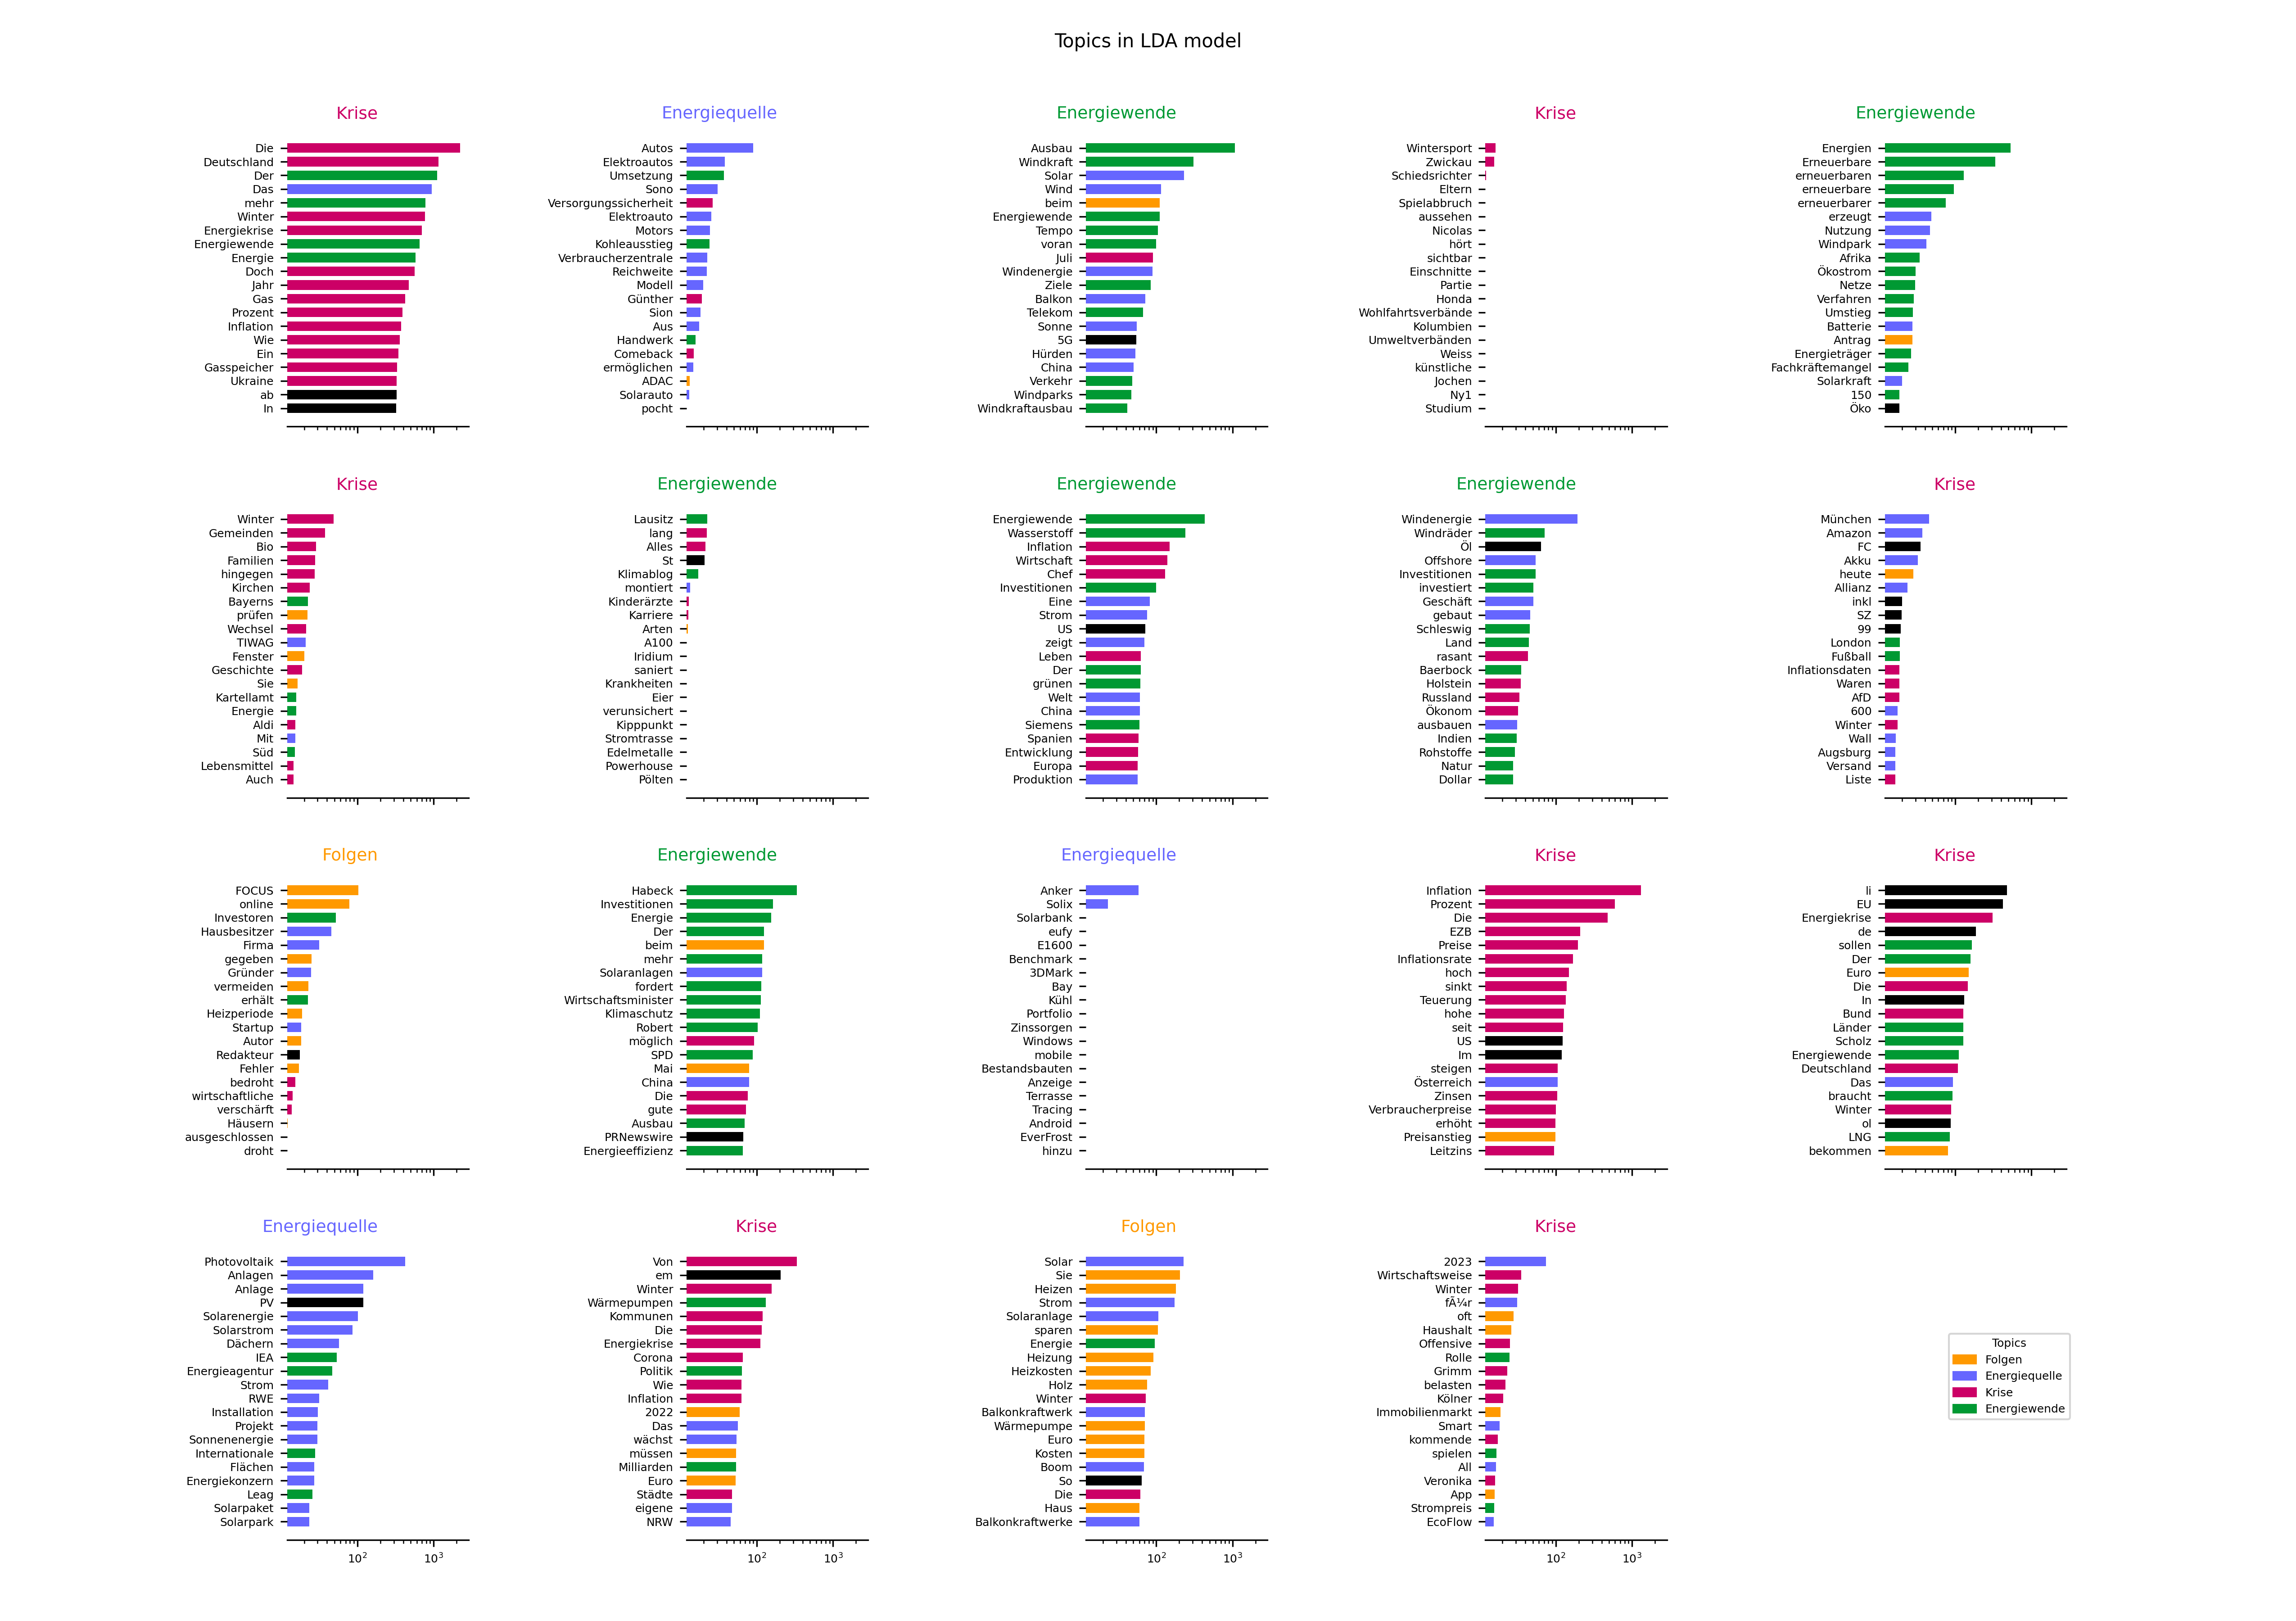 Topics in LDA model
Krise
Die
Deutschland
Der
Das
mehr
Winter
Energiekrise
Energiewende
Energie
Doch
Jahr
Gas
Prozent
Inflation
Wie
Ein
Gasspeicher
Ukraine
ab
In
Energiequelle
Autos
Elektroautos
Umsetzung
Sono
Versorgungssicherheit
Elektroauto
Motors
Kohleausstieg
Verbraucherzentrale
Reichweite
Modell
Günther
Sion
Aus
Handwerk
Comeback
ermöglichen
ADAC
Solarauto
pocht
Energiewende
Ausbau
Windkraft
Solar
Wind
beim
Energiewende
Tempo
voran
Juli
Windenergie
Ziele
Balkon
Telekom
Sonne
5G
Hürden
China
Verkehr
Windparks
Windkraftausbau
Krise
Wintersport
Zwickau
Schiedsrichter
Eltern
Spielabbruch
aussehen
Nicolas
hört
sichtbar
Einschnitte
Partie
Honda
Wohlfahrtsverbände
Kolumbien
Umweltverbänden
Weiss
künstliche
Jochen
Ny1
Studium
Energiewende
Energien
Erneuerbare
erneuerbaren
erneuerbare
erneuerbarer
erzeugt
Nutzung
Windpark
Afrika
Ökostrom
Netze
Verfahren
Umstieg
Batterie
Antrag
Energieträger
Fachkräftemangel
Solarkraft
150
Öko
Krise
Winter
Gemeinden
Bio
Familien
hingegen
Kirchen
Bayerns
prüfen
Wechsel
TIWAG
Fenster
Geschichte
Sie
Kartellamt
Energie
Aldi
Mit
Süd
Lebensmittel
Auch
Energiewende
Lausitz
lang
Alles
St
Klimablog
montiert
Kinderärzte
Karriere
Arten
A100
Iridium
saniert
Krankheiten
Eier
verunsichert
Kipppunkt
Stromtrasse
Edelmetalle
Powerhouse
Pölten
Energiewende
Energiewende
Wasserstoff
Inflation
Wirtschaft
Chef
Investitionen
Eine
Strom
US
zeigt
Leben
Der
grünen
Welt
China
Siemens
Spanien
Entwicklung
Europa
Produktion
Energiewende
Windenergie
Windräder
Öl
Offshore
Investitionen
investiert
Geschäft
gebaut
Schleswig
Land
rasant
Baerbock
Holstein
Russland
Ökonom
ausbauen
Indien
Rohstoffe
Natur
Dollar
Krise
München
Amazon
FC
Akku
heute
Allianz
inkl
SZ
99
London
Fußball
Inflationsdaten
Waren
AfD
600
Winter
Wall
Augsburg
Versand
Liste
Folgen
FOCUS
online
Investoren
Hausbesitzer
Firma
gegeben
Gründer
vermeiden
erhält
Heizperiode
Startup
Autor
Redakteur
Fehler
bedroht
wirtschaftliche
verschärft
Häusern
ausgeschlossen
droht
Energiewende
Habeck
Investitionen
Energie
Der
beim
mehr
Solaranlagen
fordert
Wirtschaftsminister
Klimaschutz
Robert
möglich
SPD
Mai
China
Die
gute
Ausbau
PRNewswire
Energieeffizienz
Energiequelle
Anker
Solix
Solarbank
eufy
E1600
Benchmark
3DMark
Bay
Kühl
Portfolio
Zinssorgen
Windows
mobile
Bestandsbauten
Anzeige
Terrasse
Tracing
Android
EverFrost
hinzu
Krise
Inflation
Prozent
Die
EZB
Preise
Inflationsrate
hoch
sinkt
Teuerung
hohe
seit
US
Im
steigen
Österreich
Zinsen
Verbraucherpreise
erhöht
Preisanstieg
Leitzins
Krise
li
EU
Energiekrise
de
sollen
Der
Euro
Die
In
Bund
Länder
Scholz
Energiewende
Deutschland
Das
braucht
Winter
ol
LNG
bekommen
Energiequelle
Photovoltaik
Anlagen
Anlage
PV
Solarenergie
Solarstrom
Dächern
IEA
Energieagentur
Strom
RWE
Installation
Projekt
Sonnenenergie
Internationale
Flächen
Energiekonzern
Leag
Solarpaket
Solarpark
10²
10³
Krise
Von
em
Winter
Wärmepumpen
Kommunen
Die
Energiekrise
Corona
Politik
Wie
Inflation
2022
Das
wächst
müssen
Milliarden
Euro
Städte
eigene
NRW
10²
10³
Folgen
Solar
Sie
Heizen
Strom
Solaranlage
sparen
Energie
Heizung
Heizkosten
Holz
Winter
Balkonkraftwerk
Wärmepumpe
Euro
Kosten
Boom
So
Die
Haus
Balkonkraftwerke
10²
10³
Krise
2023
Wirtschaftsweise
Winter
fÃ¼r
oft
Haushalt
Offensive
Rolle
Grimm
belasten
Kölner
Immobilienmarkt
Smart
kommende
spielen
All
Veronika
App
Strompreis
EcoFlow
10²
10³
Topics
Folgen
Energiequelle
Krise
Energiewende